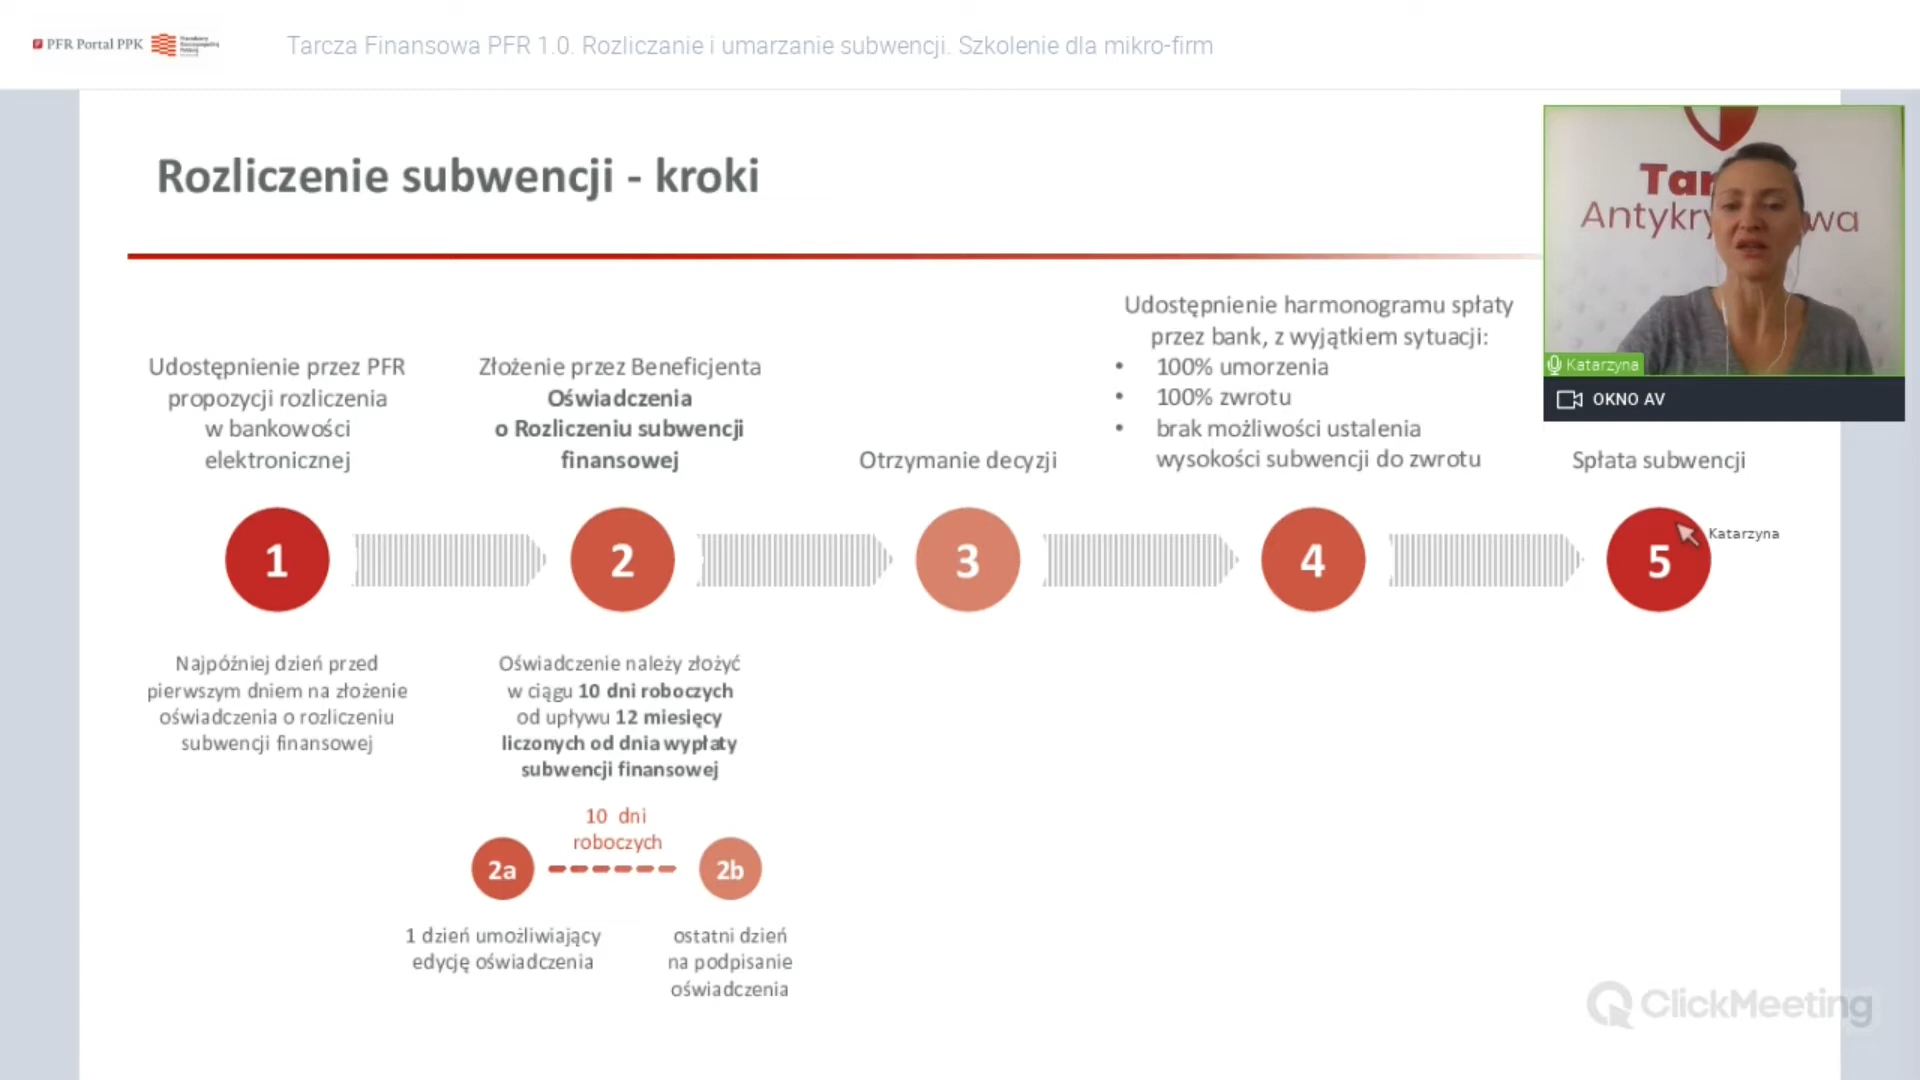 PFR Portal PPK
Tarcza Finansowa PFR 1.0. Rozliczanie i umarzanie subwencji. Szkolenie dla mikro-firm
Rozliczenie subwencji - kroki
Antykry wa
Katarzyna
OKNO AV
Udostępnienie przez PFR
propozycji rozliczenia
w bankowości
elektronicznej
Złożenie przez Beneficjenta
Oświadczenia
o Rozliczeniu subwencji
finansowej
Otrzymanie decyzji
Udostępnienie harmonogramu spłaty
przez bank, z wyjątkiem sytuacji:
• 100% umorzenia
• 100% zwrotu
• brak możliwości ustalenia
wysokości subwencji do zwrotu
Spłata subwencji
1
2
3
4
5
Katarzyna
Najpóźniej dzień przed
pierwszym dniem na złożenie
oświadczenia o rozliczeniu
subwencji finansowej
Oświadczenie należy złożyć
w ciągu 10 dni roboczych
od upływu 12 miesięcy
liczonych od dnia wypłaty
subwencji finansowej
10 dni
roboczych
2a
2b
1 dzień umożliwiający
edycję oświadczenia
ostatni dzień
na podpisanie
oświadczenia
ClickMeeting